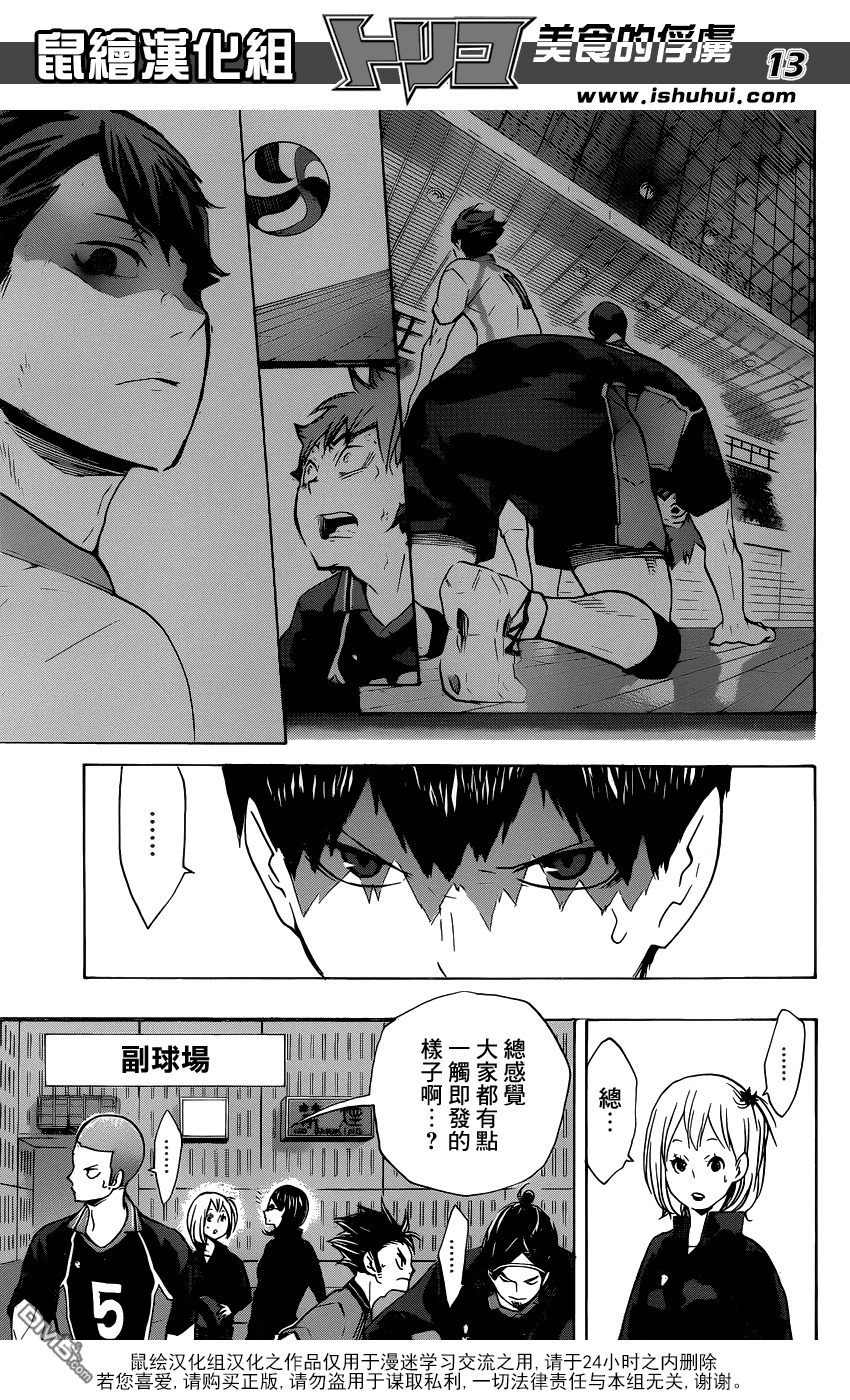 鼠繪漢化組
トリコ
美食的俘虜
13
www.ishuhui.com
……
……
總…
副球場
總感覺
大家都有點
一觸即發的
樣子啊…?
……
……
5
DM5.com
鼠绘汉化组汉化之作品仅用于漫迷学习交流之用, 请于24小时之内删除
若您喜爱, 请购买正版, 请勿盗用于谋取私利, 一切法律责任与本组无关, 谢谢。